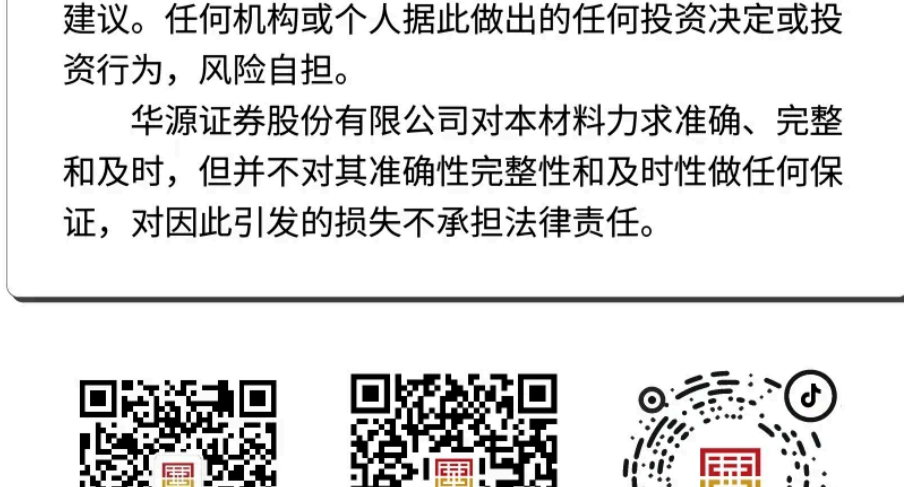 建议。任何机构或个人据此做出的任何投资决定或投
资行为，风险自担。
华源证券股份有限公司对本材料力求准确、完整
和及时，但并不对其准确性完整性和及时性做任何保
证，对因此引发的损失不承担法律责任。